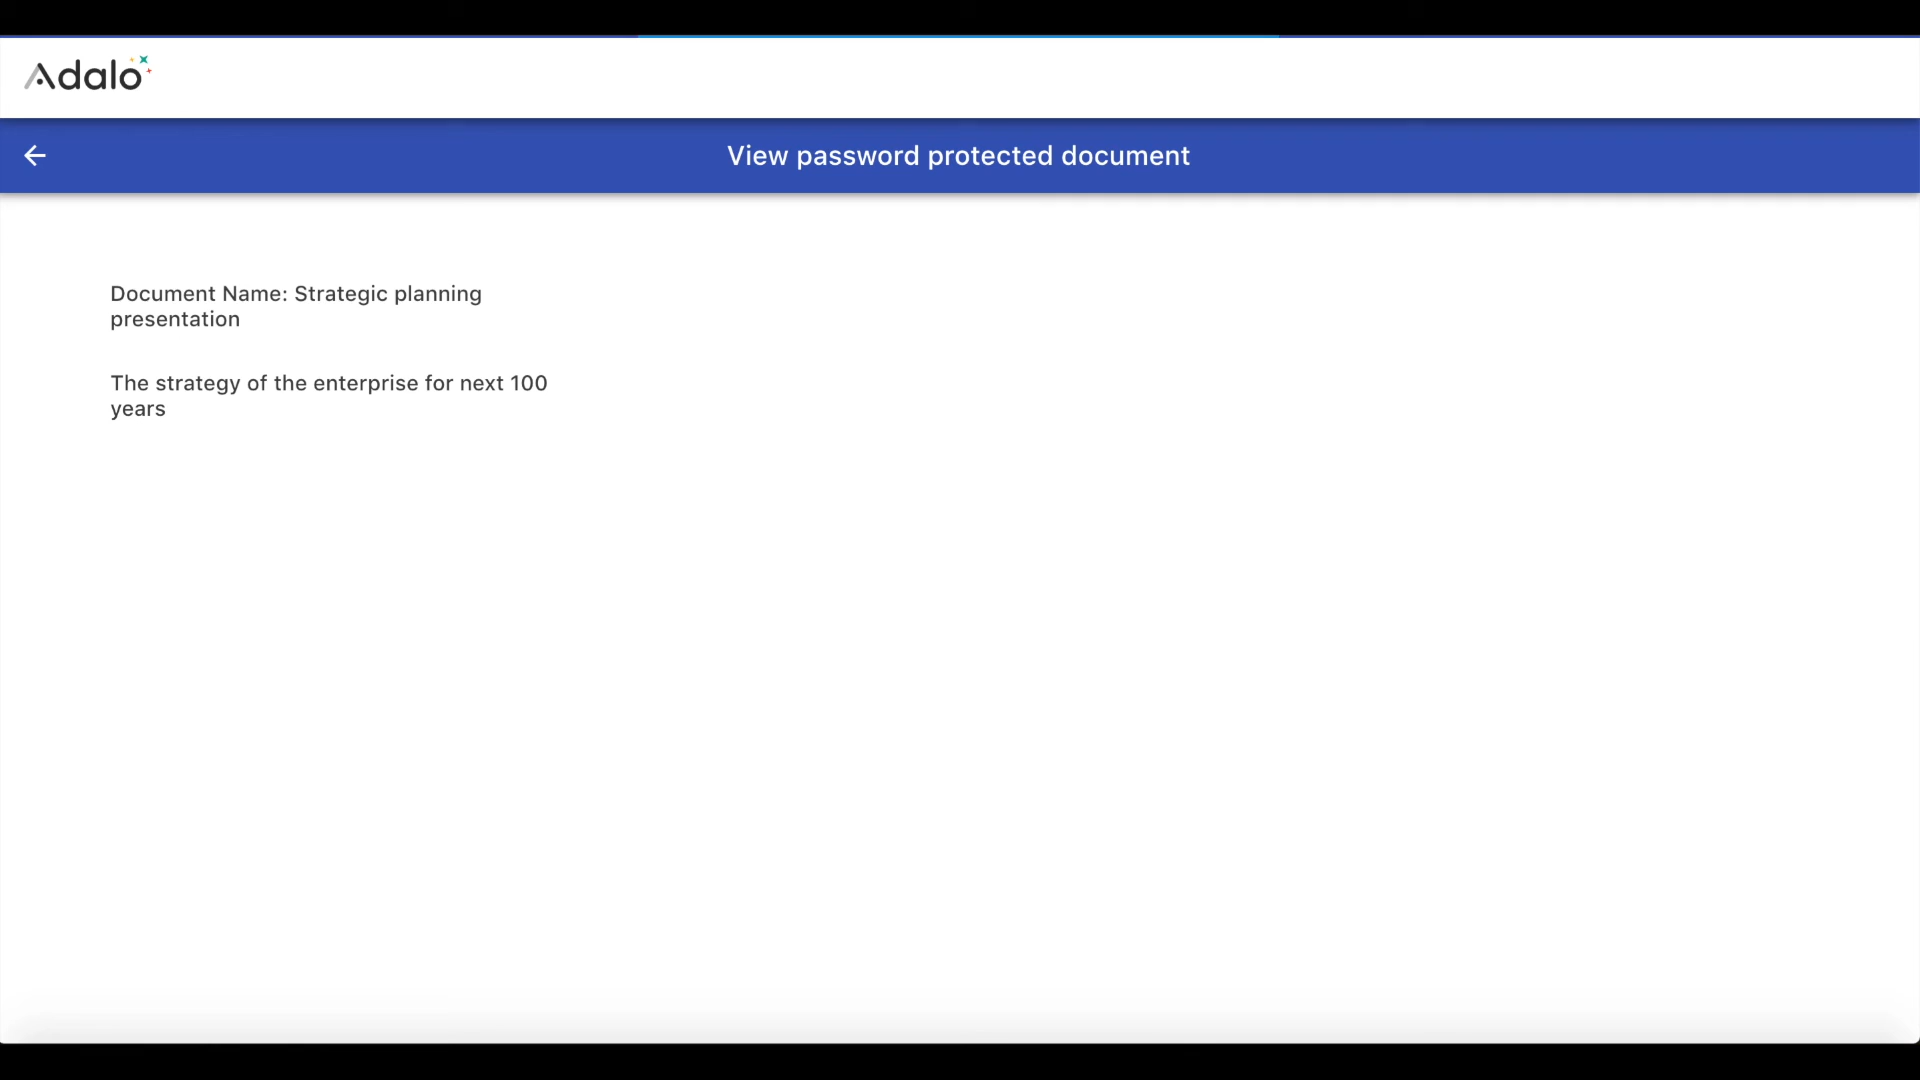 Adalo
View password protected document
Document Name: Strategic planning
presentation
The strategy of the enterprise for next 100
years